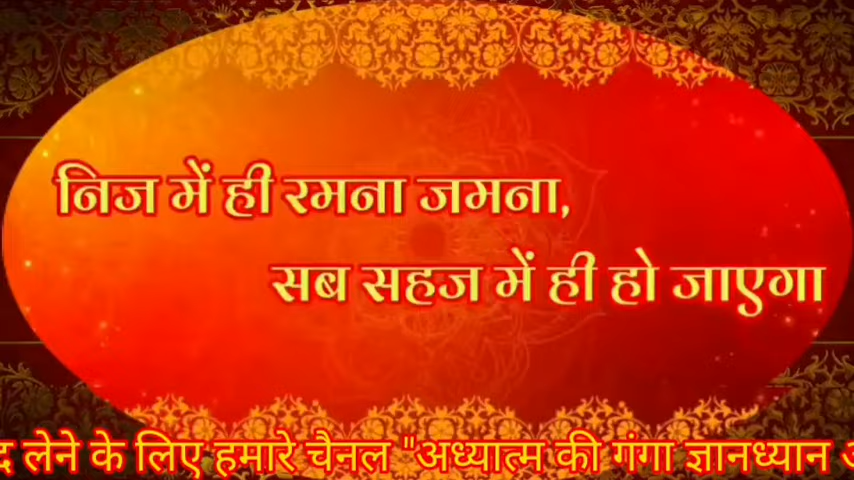 निज में ही रमना जमना,
सब सहज में ही हो जाएगा
लेने के लिए हमारे चैनल "अध्यात्म की गंगा ज्ञानध्यान